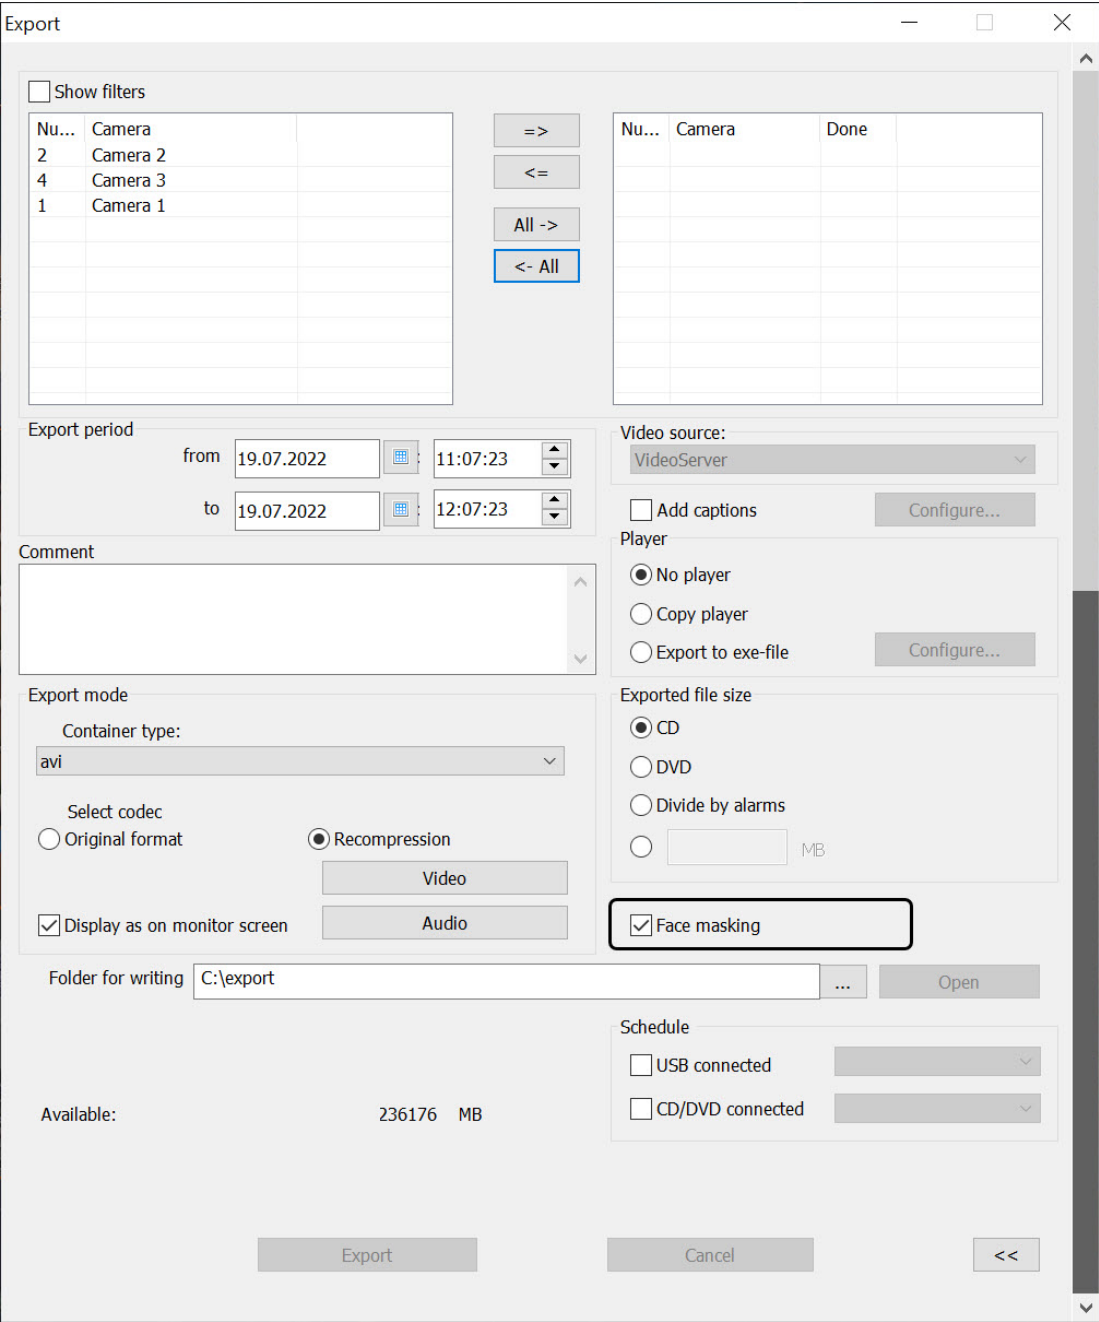 Export
Show filters
Nu... Camera
2 Camera 2
4 Camera 3
1 Camera 1
=>
<=
All ->
<- All
Nu... Camera Done
Export period
from 19.07.2022 : 11:07:23
to 19.07.2022 : 12:07:23
Video source:
VideoServer
Add captions Configure...
Comment
Player
No player
Copy player
Export to exe-file Configure...
Export mode
Container type:
avi
Select codec
Original format Recompression
Video
Display as on monitor screen Audio
Exported file size
CD
DVD
Divide by alarms
MB
Face masking
Folder for writing C:\export ... Open
Schedule
USB connected
CD/DVD connected
Available: 236176 MB
Export Cancel <<